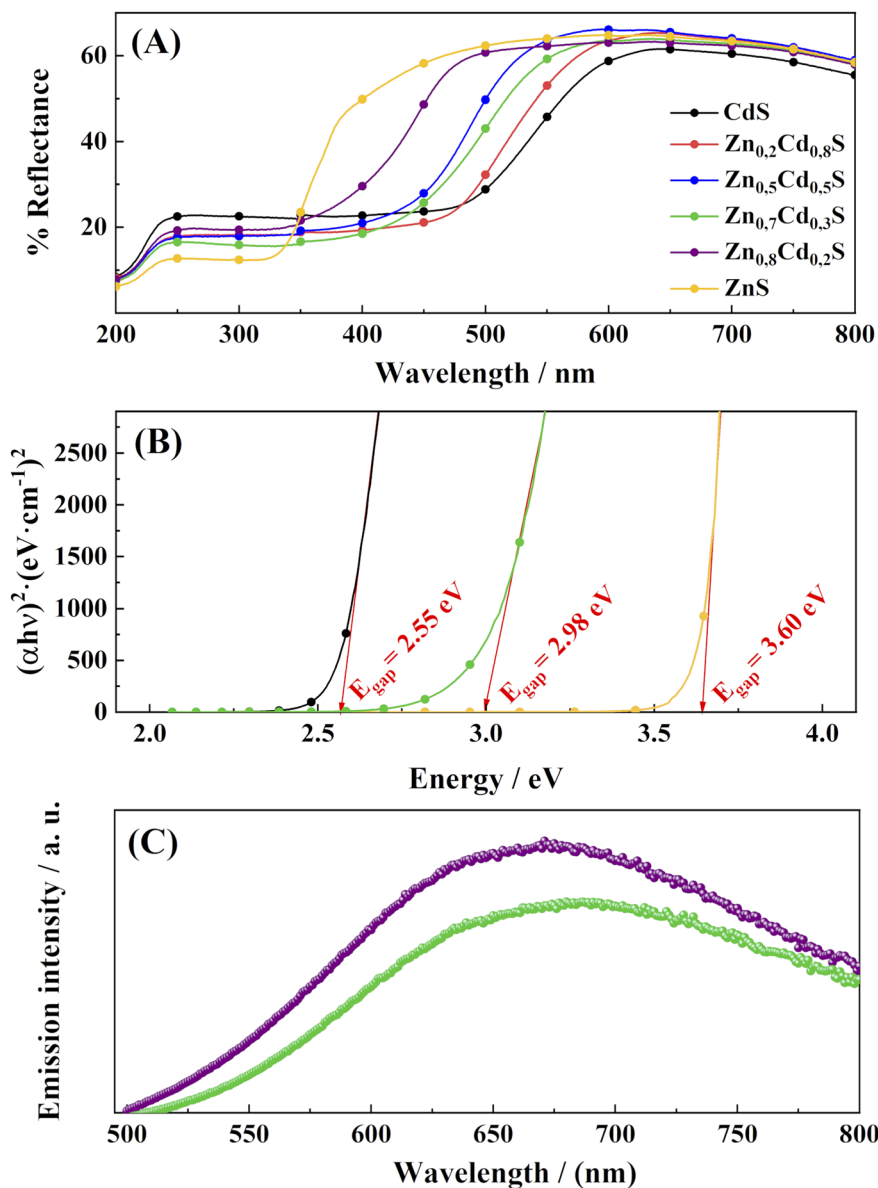 (A)
% Reflectance
60
40
20
CdS
Zn0,2Cd0,8S
Zn0,5Cd0,5S
Zn0,7Cd0,3S
Zn0,8Cd0,2S
ZnS
200 300 400 500 600 700 800
Wavelength / nm
(B)
(αhν)²·(eV·cm⁻¹)²
2500
2000
1500
1000
500
0
Egap = 2.55 eV
Egap = 2.98 eV
Egap = 3.60 eV
2.0 2.5 3.0 3.5 4.0
Energy / eV
(C)
Emission intensity / a. u.
500 550 600 650 700 750 800
Wavelength / (nm)